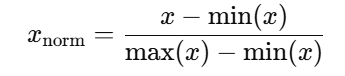 x_norm = (x − min(x)) / (max(x) − min(x))